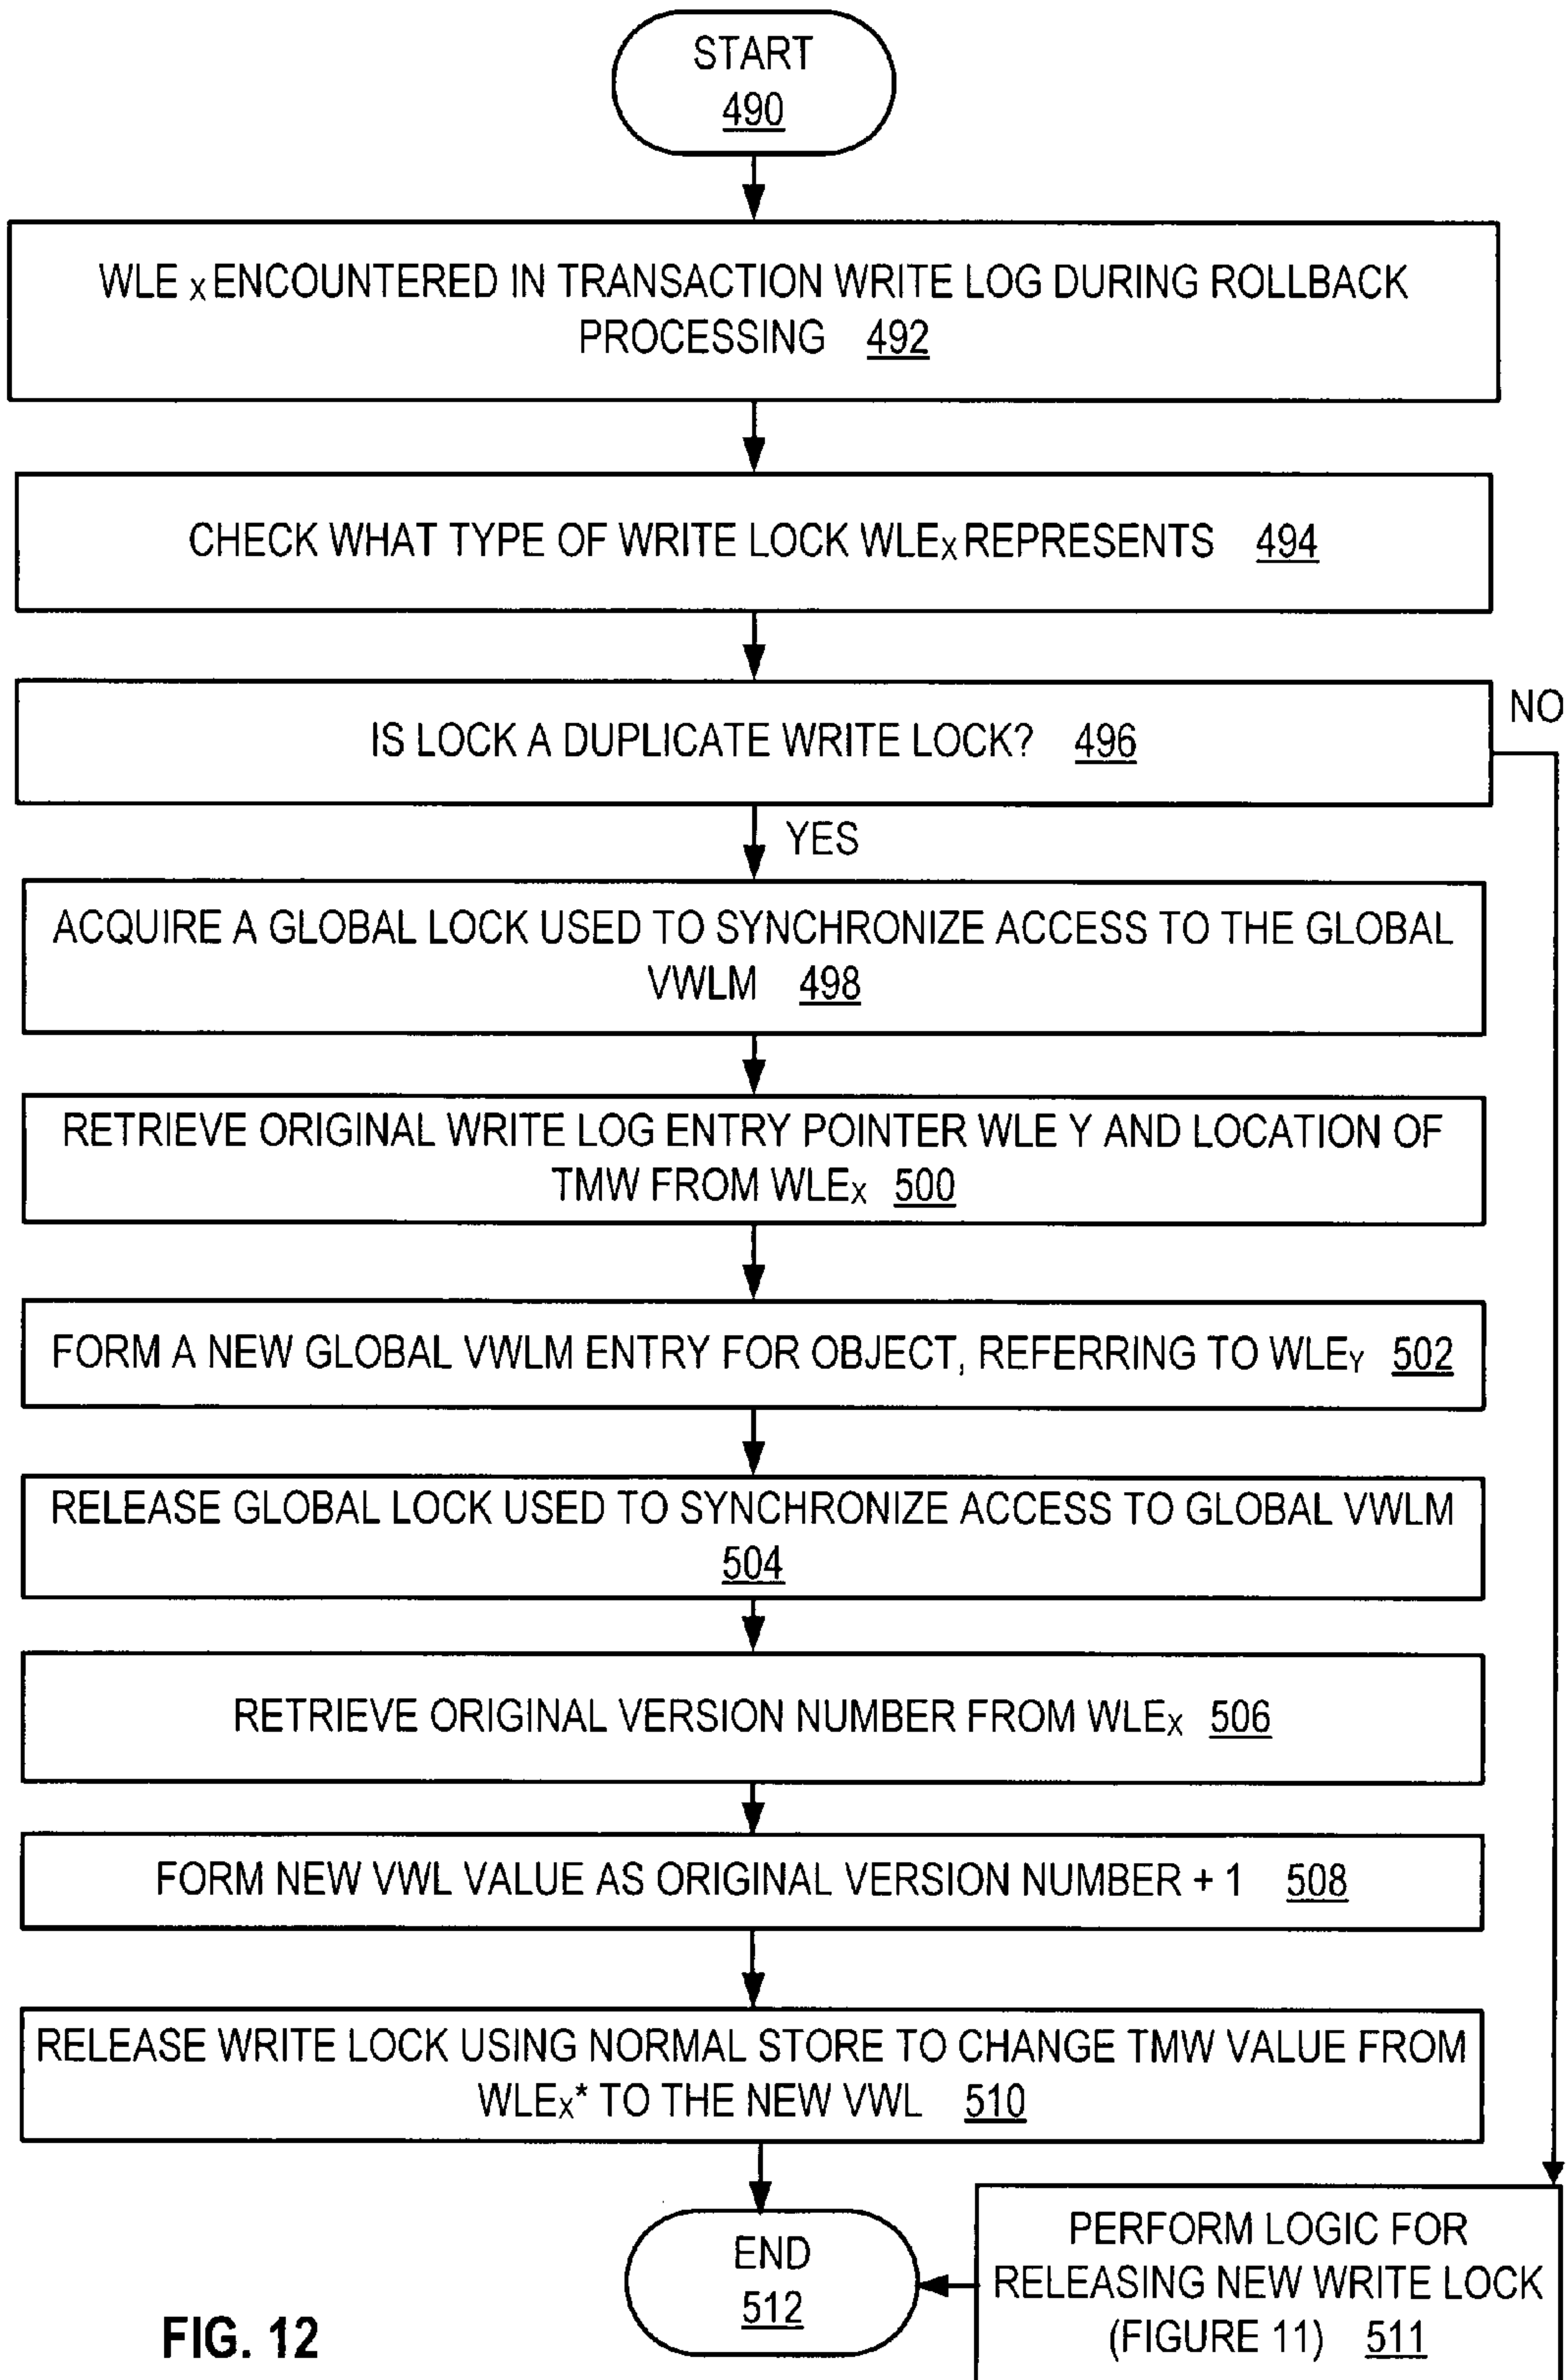 START
490
WLE X ENCOUNTERED IN TRANSACTION WRITE LOG DURING ROLLBACK
PROCESSING 492
CHECK WHAT TYPE OF WRITE LOCK WLEX REPRESENTS 494
IS LOCK A DUPLICATE WRITE LOCK? 496
NO
YES
ACQUIRE A GLOBAL LOCK USED TO SYNCHRONIZE ACCESS TO THE GLOBAL
VWLM 498
RETRIEVE ORIGINAL WRITE LOG ENTRY POINTER WLE Y AND LOCATION OF
TMW FROM WLEX 500
FORM A NEW GLOBAL VWLM ENTRY FOR OBJECT, REFERRING TO WLEY 502
RELEASE GLOBAL LOCK USED TO SYNCHRONIZE ACCESS TO GLOBAL VWLM
504
RETRIEVE ORIGINAL VERSION NUMBER FROM WLEX 506
FORM NEW VWL VALUE AS ORIGINAL VERSION NUMBER + 1 508
RELEASE WRITE LOCK USING NORMAL STORE TO CHANGE TMW VALUE FROM
WLEX* TO THE NEW VWL 510
END
512
PERFORM LOGIC FOR
RELEASING NEW WRITE LOCK
(FIGURE 11) 511
FIG. 12